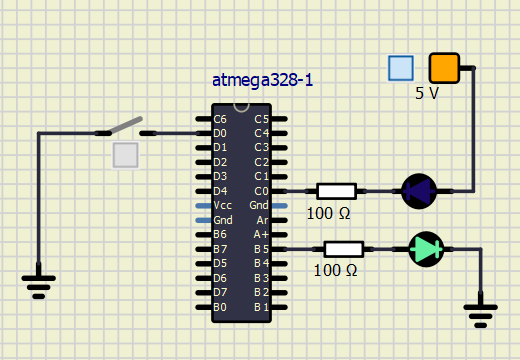 atmega328-1
5 V
C6 C5
D0 C4
D1 C3
D2 C2
D3 C1
D4 C0
Vcc Gnd
Gnd Ar
B6 A+
B7 B5
D5 B4
D6 B3
D7 B2
B0 B1
100 Ω
100 Ω